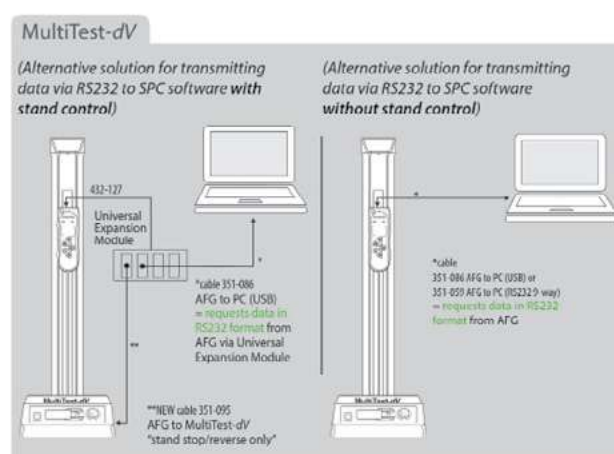 MultiTest-dV
(Alternative solution for transmitting
data via RS232 to SPC software with
stand control)
432-127
Universal
Expansion
Module
*
*cable 351-086
AFG to PC (USB)
= requests data in
RS232 format from
AFG via Universal
Expansion Module
**
**NEW cable 351-095
AFG to MultiTest-dV
"stand stop/reverse only"
MultiTest-dV
(Alternative solution for transmitting
data via RS232 to SPC software
without stand control)
*
*cable
351-086 AFG to PC (USB) or
351-059 AFG to PC (RS232 9-way)
= requests data in RS232
format from AFG
MultiTest-dV